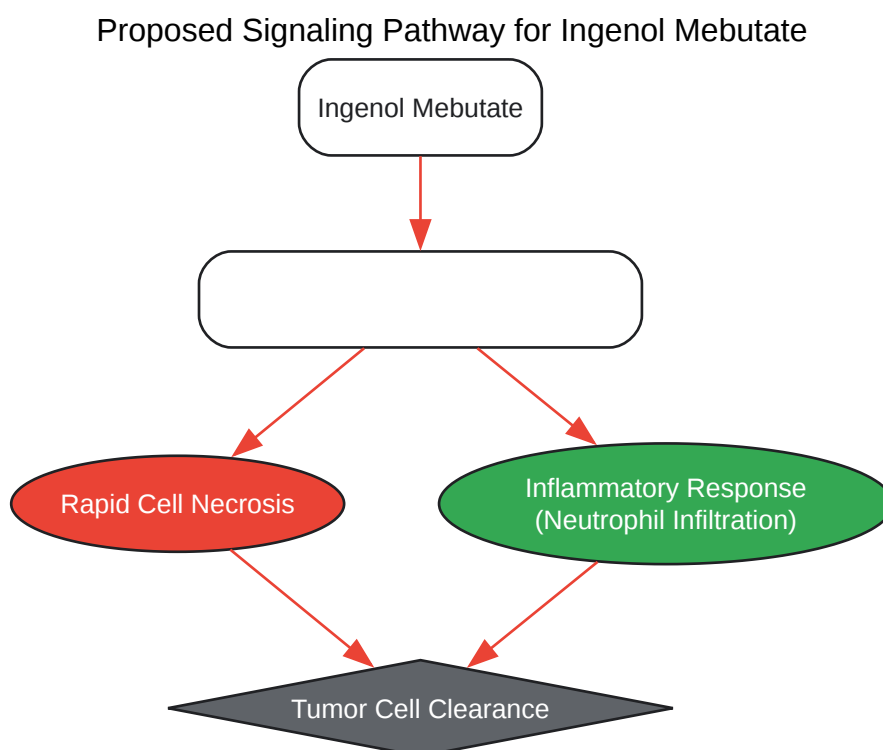 Proposed Signaling Pathway for Ingenol Mebutate
Ingenol Mebutate
Rapid Cell Necrosis
Inflammatory Response
(Neutrophil Infiltration)
Tumor Cell Clearance